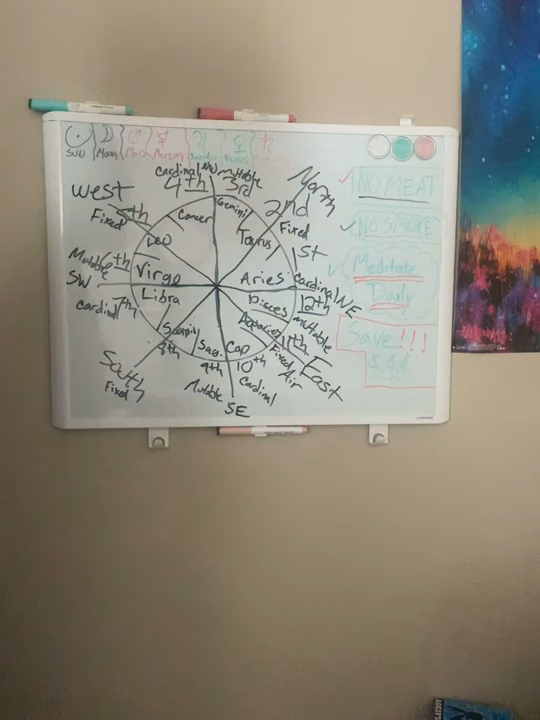 SUN Moon Mars Mercury
NO MEAT
NO SMOKE
Meditate
Daily
Save!!!
$$$
cardinal NW mutable
4th 3rd
North
2nd
Fixed
1st
West
Fixed 5th
Cancer
Gemini
Taurus
Leo
Mutable 6th
Virgo
Aries
cardinal
SW
NE
cardinal 7th
Libra
Pisces
12th
mutable
Scorpi
8th
Sag.
9th
Cap
10th
Aquarius
11th
Fixed
Air
East
South
Fixed
Mutable
cardinal
SE